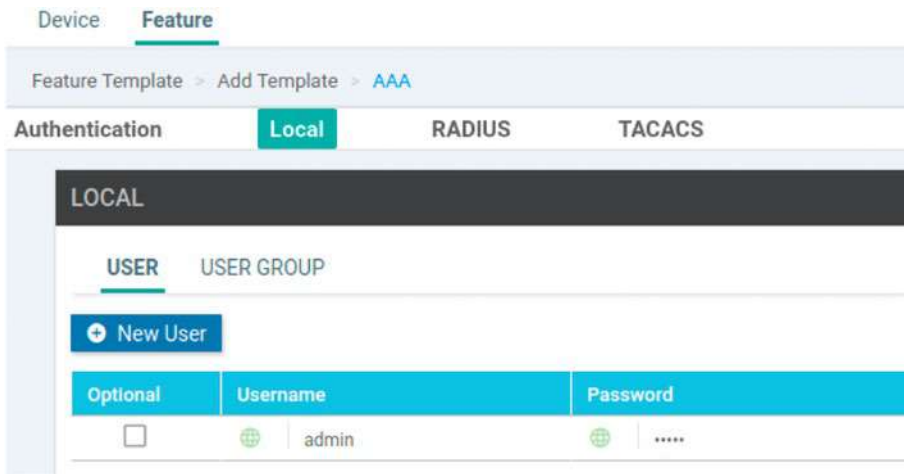 Device Feature
Feature Template > Add Template > AAA
Authentication Local RADIUS TACACS
LOCAL
USER USER GROUP
New User
Optional Username Password
admin •••••